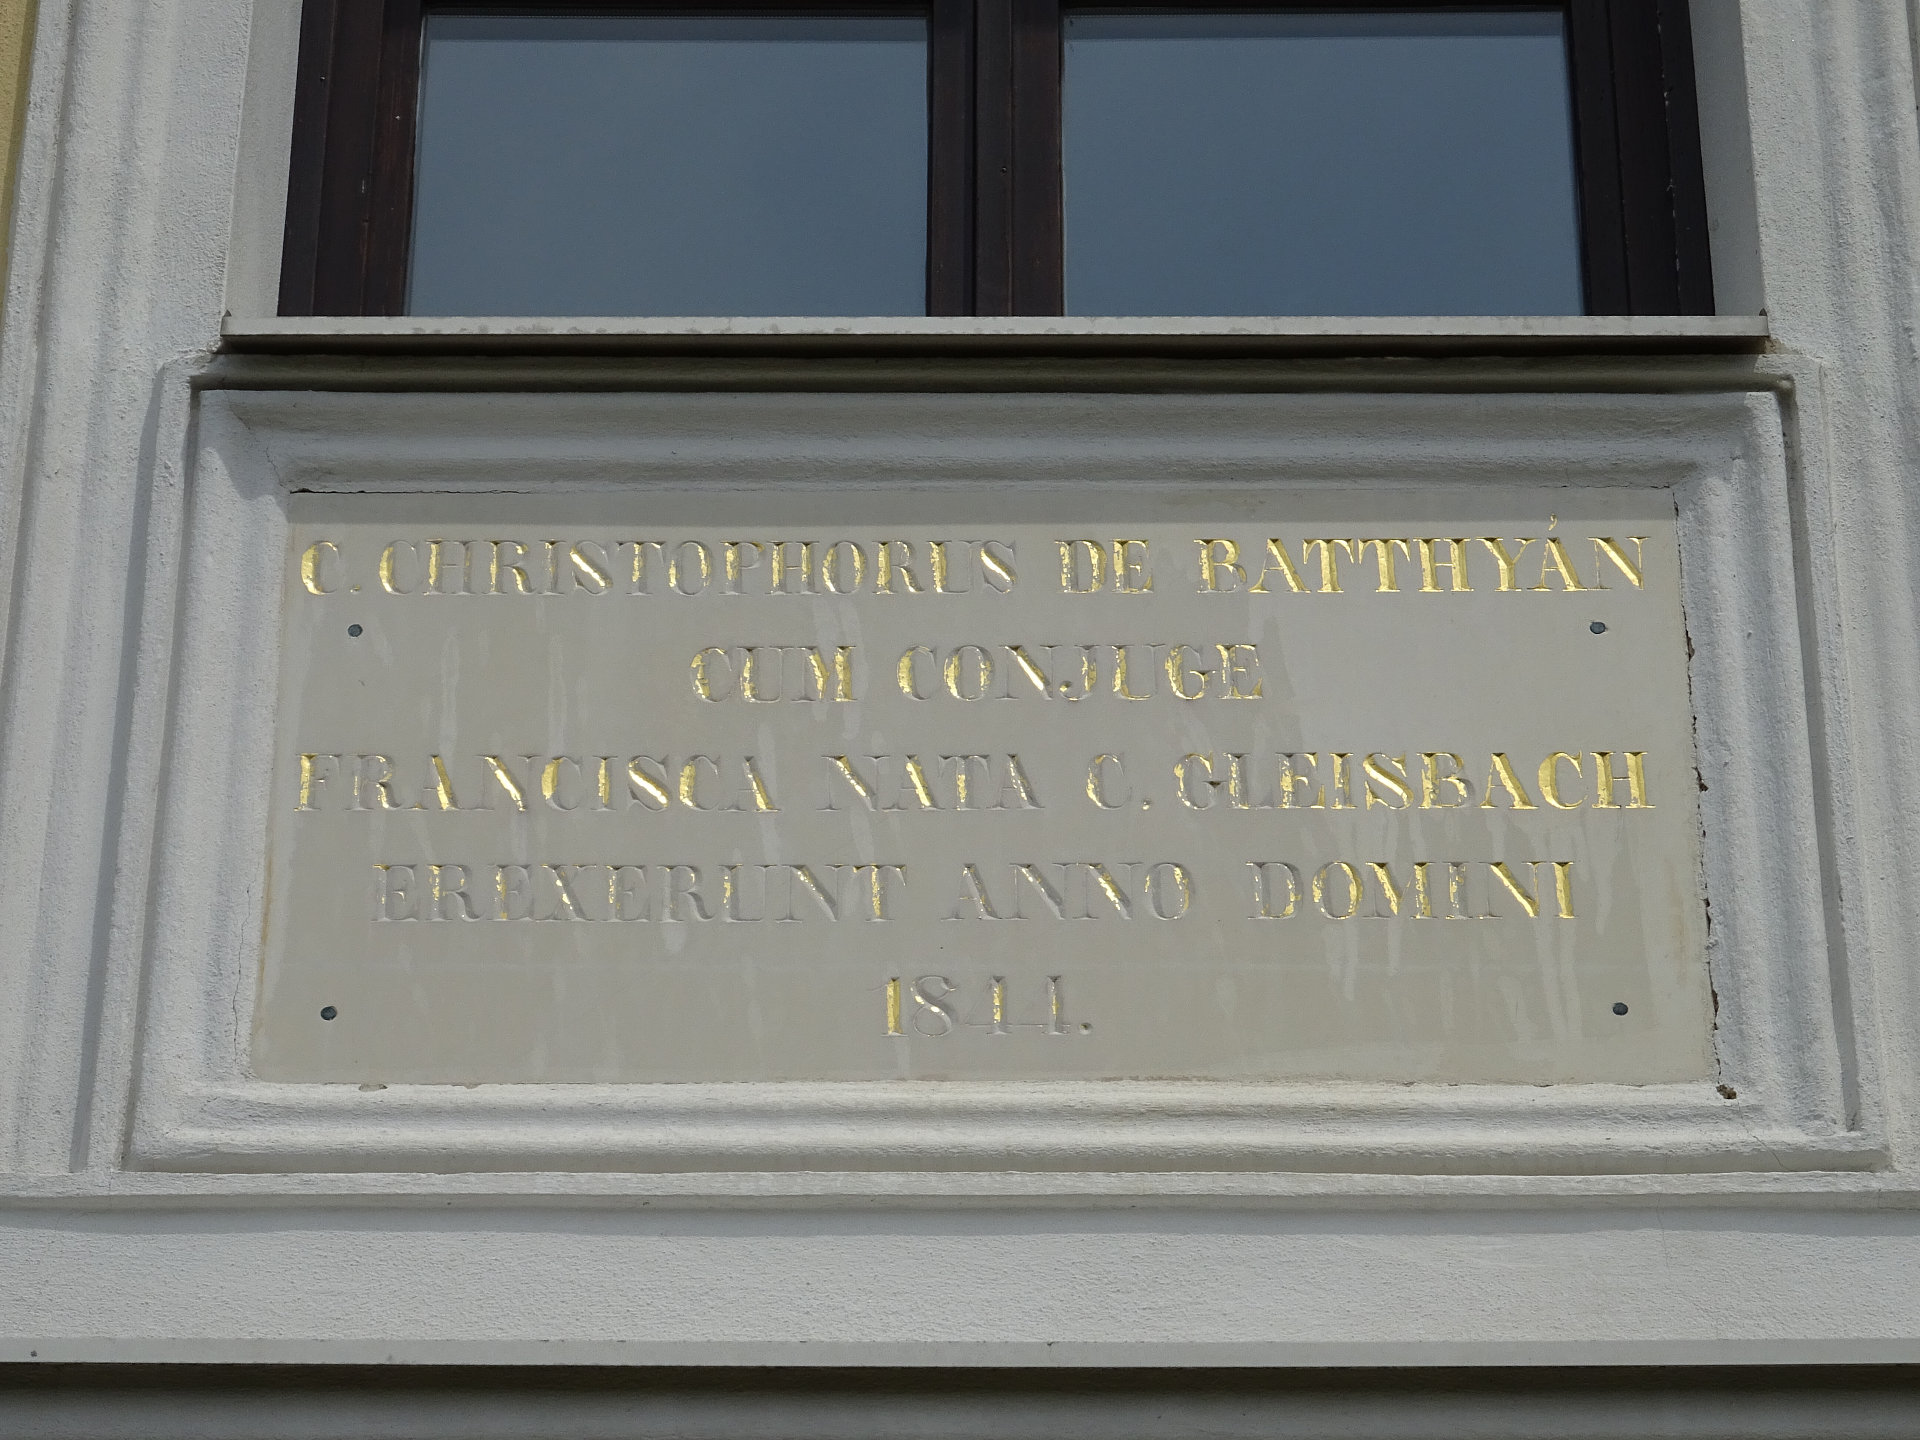 C. CHRISTOPHORUS DE BATTHYÁN
CUM CONJUGE
FRANCISCA NATA C. GLEISBACH
EREXERUNT ANNO DOMINI
1844.